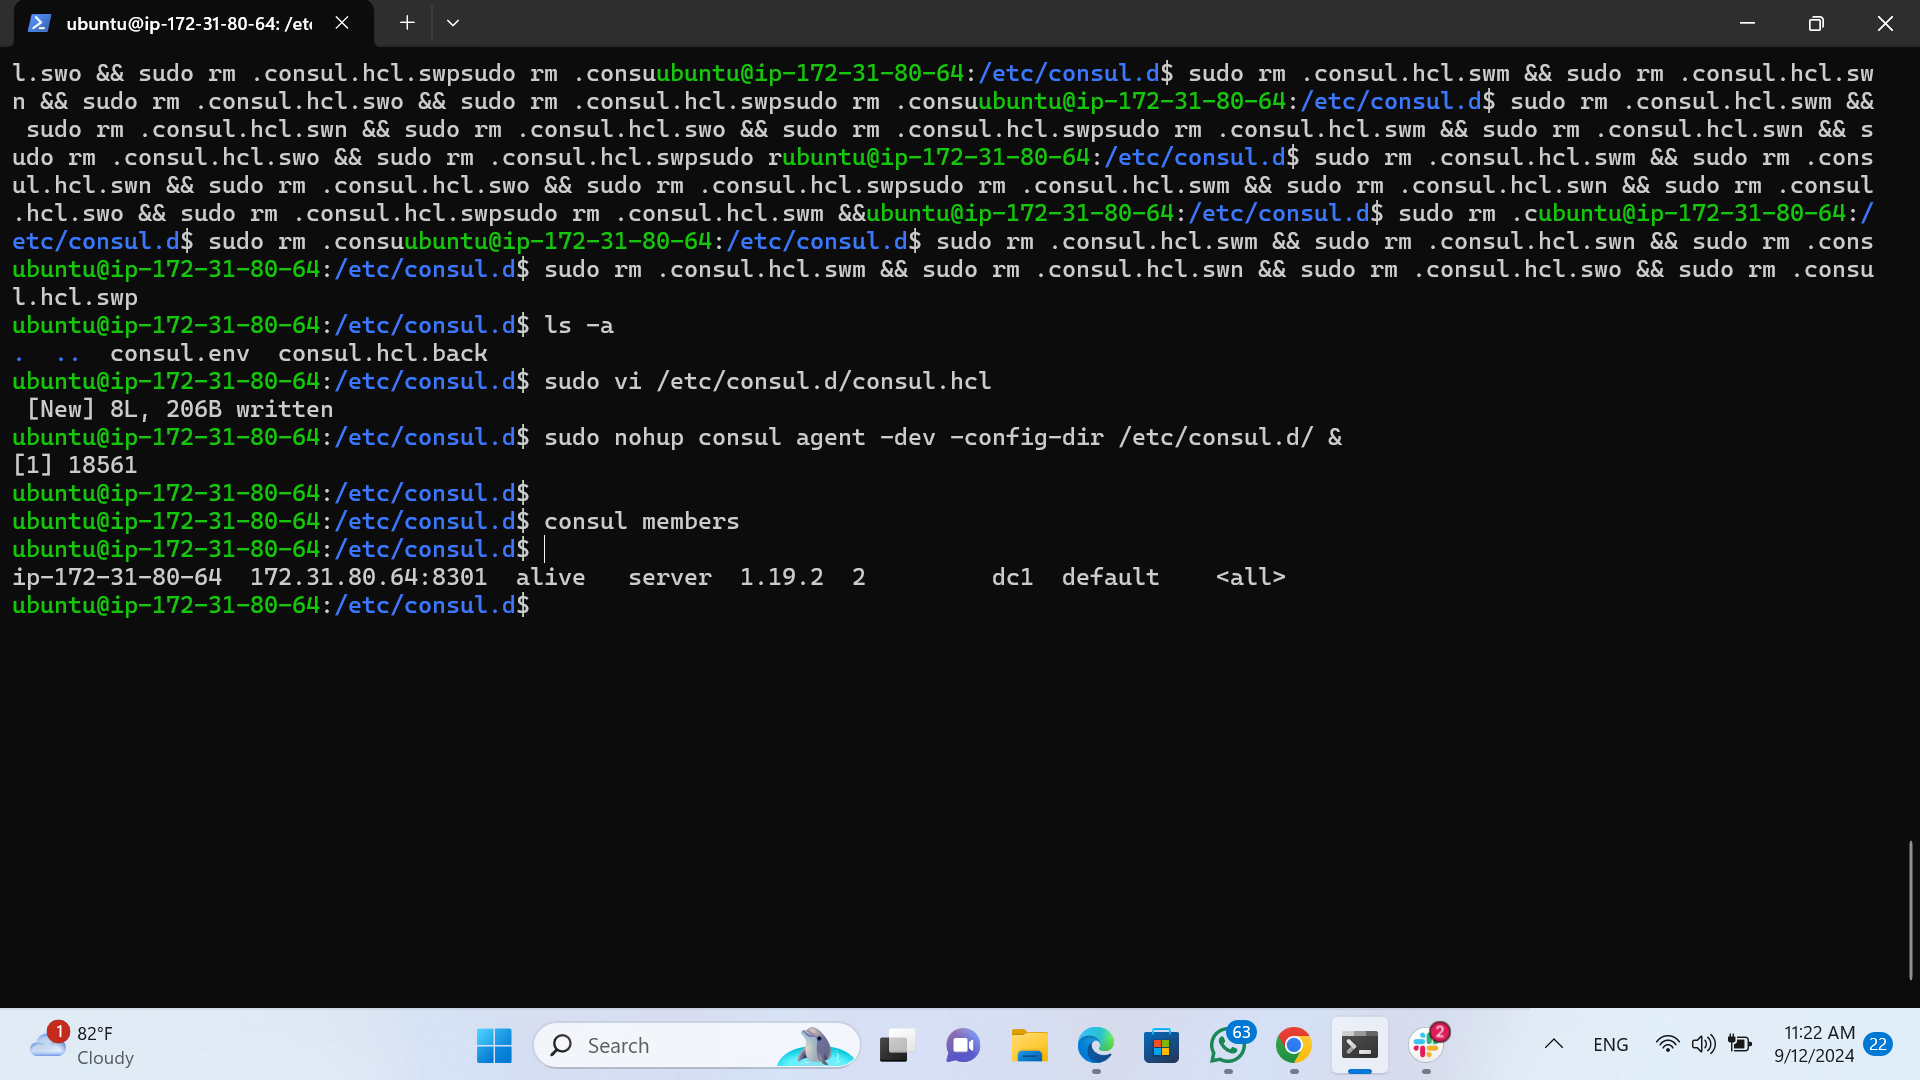 ubuntu@ip-172-31-80-64: /etc
l.swo && sudo rm .consul.hcl.swpsudo rm .consuubuntu@ip-172-31-80-64:/etc/consul.d$ sudo rm .consul.hcl.swm && sudo rm .consul.hcl.sw
n && sudo rm .consul.hcl.swo && sudo rm .consul.hcl.swpsudo rm .consuubuntu@ip-172-31-80-64:/etc/consul.d$ sudo rm .consul.hcl.swm &&
 sudo rm .consul.hcl.swn && sudo rm .consul.hcl.swo && sudo rm .consul.hcl.swpsudo rm .consul.hcl.swm && sudo rm .consul.hcl.swn && s
udo rm .consul.hcl.swo && sudo rm .consul.hcl.swpsudo rubuntu@ip-172-31-80-64:/etc/consul.d$ sudo rm .consul.hcl.swm && sudo rm .cons
ul.hcl.swn && sudo rm .consul.hcl.swo && sudo rm .consul.hcl.swpsudo rm .consul.hcl.swm && sudo rm .consul.hcl.swn && sudo rm .consul
.hcl.swo && sudo rm .consul.hcl.swpsudo rm .consul.hcl.swm &&ubuntu@ip-172-31-80-64:/etc/consul.d$ sudo rm .cubuntu@ip-172-31-80-64:/
etc/consul.d$ sudo rm .consuubuntu@ip-172-31-80-64:/etc/consul.d$ sudo rm .consul.hcl.swm && sudo rm .consul.hcl.swn && sudo rm .cons
ubuntu@ip-172-31-80-64:/etc/consul.d$ sudo rm .consul.hcl.swm && sudo rm .consul.hcl.swn && sudo rm .consul.hcl.swo && sudo rm .consu
l.hcl.swp
ubuntu@ip-172-31-80-64:/etc/consul.d$ ls -a
.  ..  consul.env  consul.hcl.back
ubuntu@ip-172-31-80-64:/etc/consul.d$ sudo vi /etc/consul.d/consul.hcl
 [New] 8L, 206B written
ubuntu@ip-172-31-80-64:/etc/consul.d$ sudo nohup consul agent -dev -config-dir /etc/consul.d/ &
[1] 18561
ubuntu@ip-172-31-80-64:/etc/consul.d$
ubuntu@ip-172-31-80-64:/etc/consul.d$ consul members
ubuntu@ip-172-31-80-64:/etc/consul.d$
ip-172-31-80-64  172.31.80.64:8301  alive   server  1.19.2  2         dc1  default    <all>
ubuntu@ip-172-31-80-64:/etc/consul.d$
1
82°F
Cloudy
Search
63
2
ENG
11:22 AM
9/12/2024
22